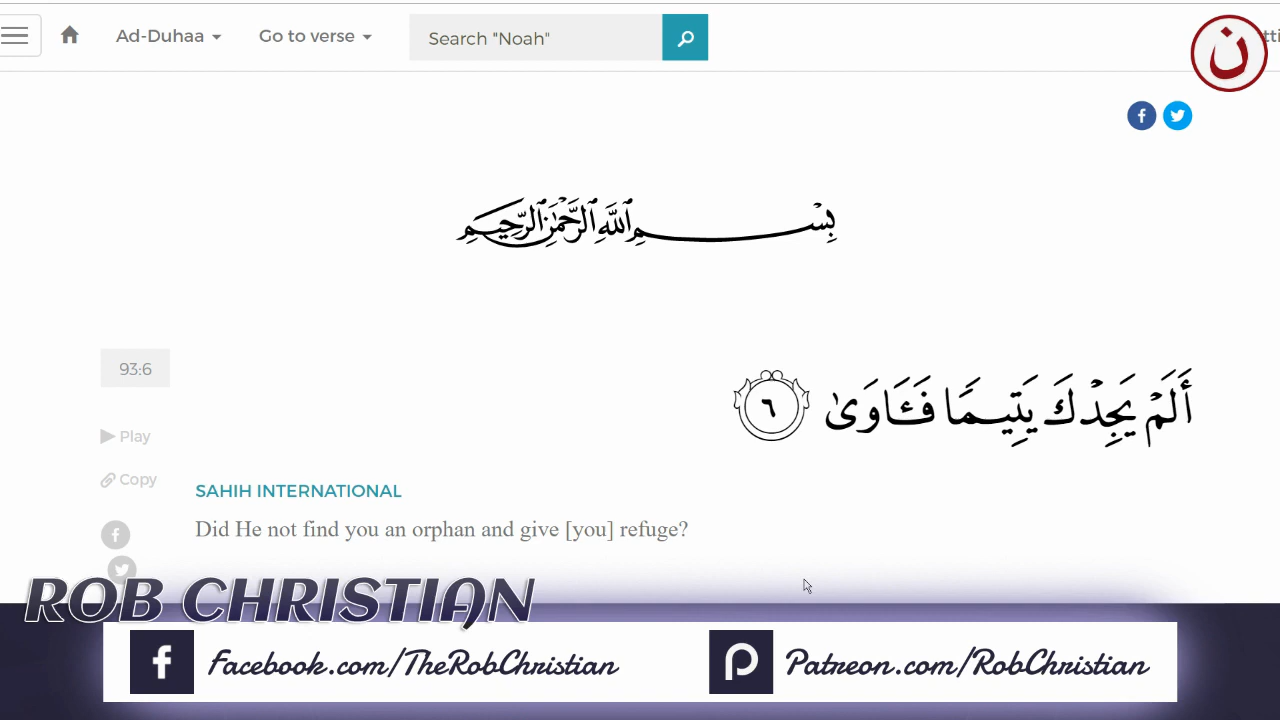 Ad-Duhaa Go to verse Search "Noah"
ن
بِسْمِ ٱللَّهِ ٱلرَّحْمَٰنِ ٱلرَّحِيمِ
93:6
أَلَمْ يَجِدْكَ يَتِيمًا فَـَٔاوَىٰ ٦
Play
Copy
SAHIH INTERNATIONAL
Did He not find you an orphan and give [you] refuge?
ROB CHRISTIAN
Facebook.com/TheRobChristian Patreon.com/RobChristian